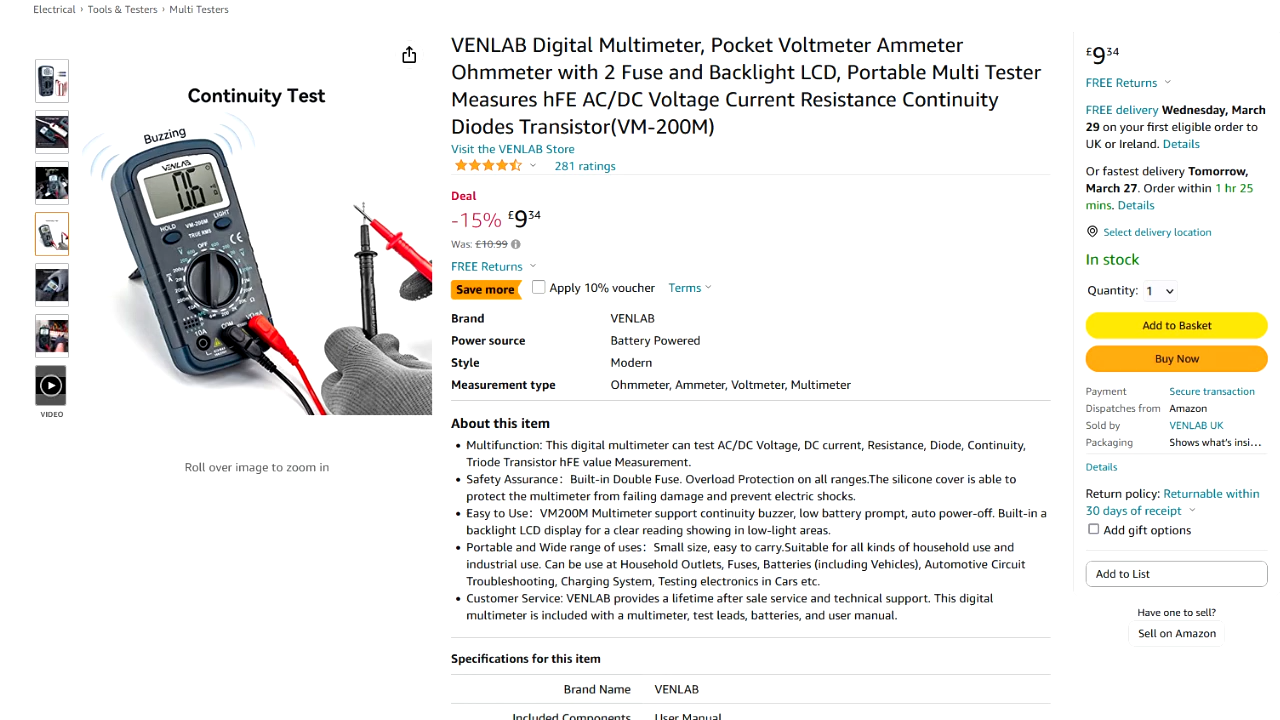 Electrical › Tools & Testers › Multi Testers
Continuity Test
Buzzing
VENLAB
0.6
HOLD
LIGHT
VM-200M
TRUE RMS
OFF
CE
10A
COM
VIDEO
Roll over image to zoom in
VENLAB Digital Multimeter, Pocket Voltmeter Ammeter
Ohmmeter with 2 Fuse and Backlight LCD, Portable Multi Tester
Measures hFE AC/DC Voltage Current Resistance Continuity
Diodes Transistor(VM-200M)
Visit the VENLAB Store
281 ratings
Deal
-15% £934
Was: £10.99
FREE Returns
Save more Apply 10% voucher Terms
Brand VENLAB
Power source Battery Powered
Style Modern
Measurement type Ohmmeter, Ammeter, Voltmeter, Multimeter
About this item
• Multifunction: This digital multimeter can test AC/DC Voltage, DC current, Resistance, Diode, Continuity,
Triode Transistor hFE value Measurement.
• Safety Assurance：Built-in Double Fuse. Overload Protection on all ranges.The silicone cover is able to
protect the multimeter from failing damage and prevent electric shocks.
• Easy to Use：VM200M Multimeter support continuity buzzer, low battery prompt, auto power-off. Built-in a
backlight LCD display for a clear reading showing in low-light areas.
• Portable and Wide range of uses：Small size, easy to carry.Suitable for all kinds of household use and
industrial use. Can be use at Household Outlets, Fuses, Batteries (including Vehicles), Automotive Circuit
Troubleshooting, Charging System, Testing electronics in Cars etc.
• Customer Service: VENLAB provides a lifetime after sale service and technical support. This digital
multimeter is included with a multimeter, test leads, batteries, and user manual.
Specifications for this item
Brand Name VENLAB
Included Components User Manual
£934
FREE Returns
FREE delivery Wednesday, March
29 on your first eligible order to
UK or Ireland. Details
Or fastest delivery Tomorrow,
March 27. Order within 1 hr 25
mins. Details
Select delivery location
In stock
Quantity: 1
Add to Basket
Buy Now
Payment Secure transaction
Dispatches from Amazon
Sold by VENLAB UK
Packaging Shows what's insi…
Details
Return policy: Returnable within
30 days of receipt
Add gift options
Add to List
Have one to sell?
Sell on Amazon